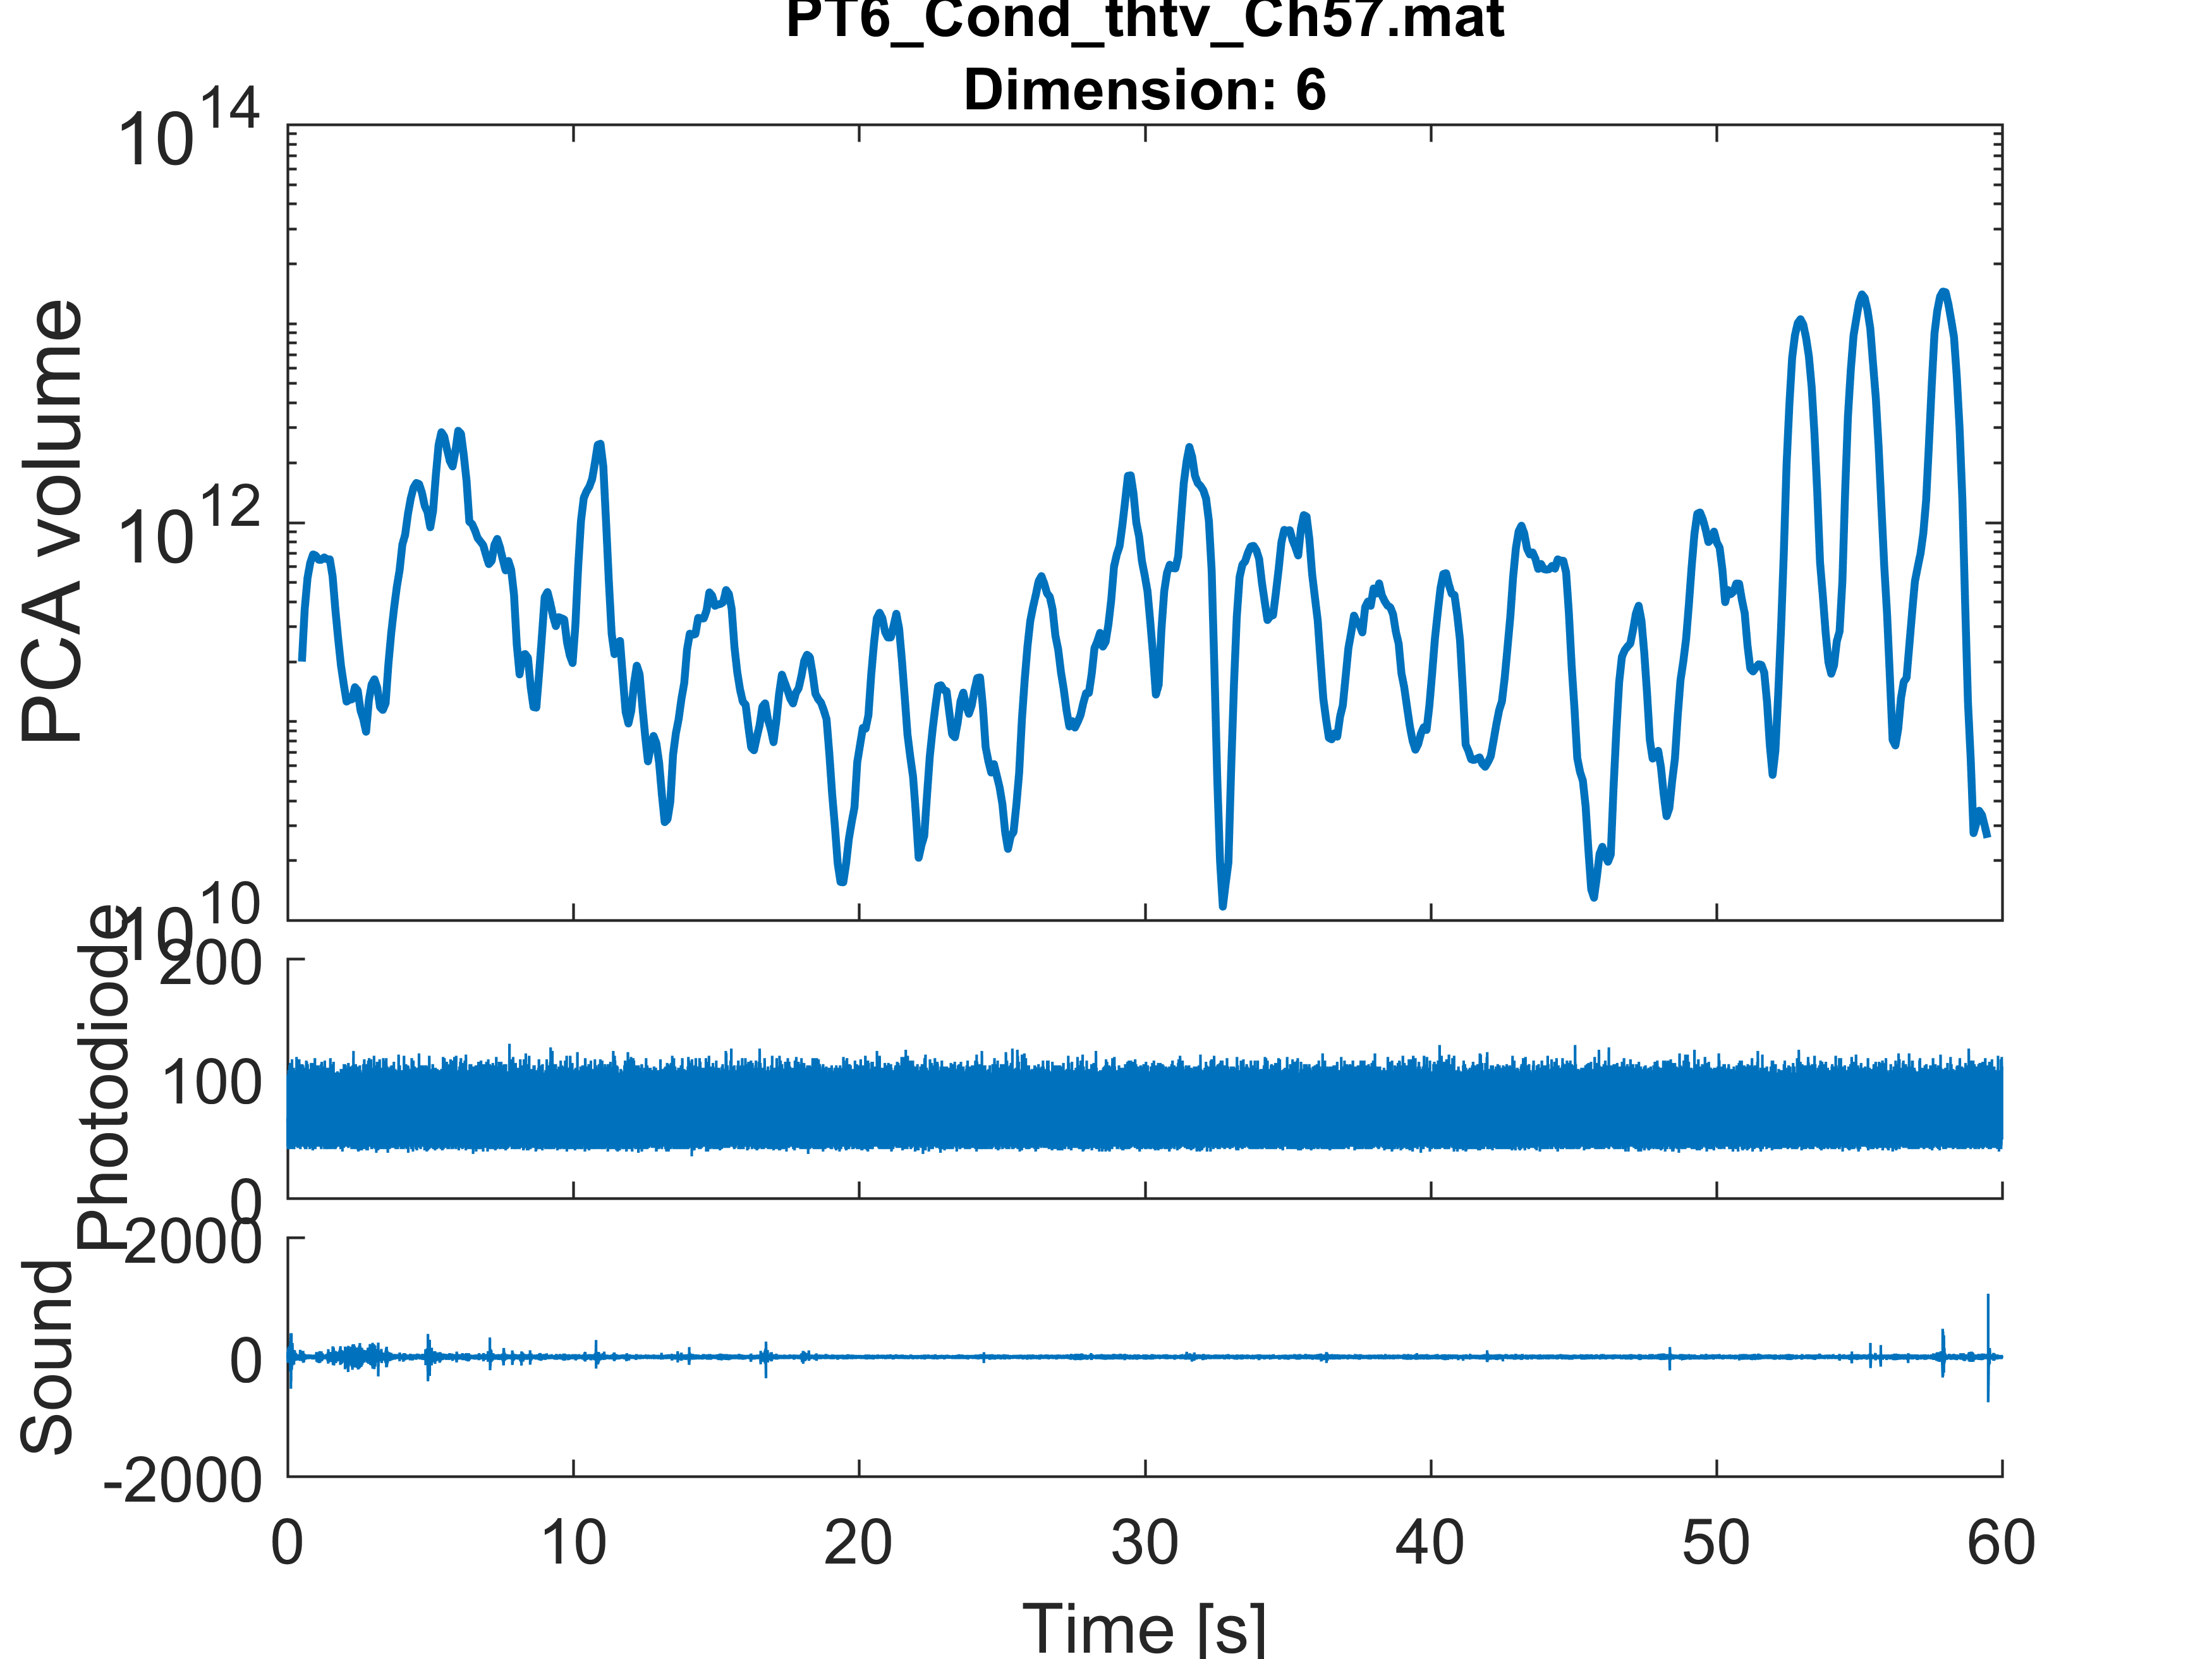 PT6_Cond_thtv_Ch57.mat
Dimension: 6
10^14
10^12
10^10
PCA volume
200
100
0
Photodiode
2000
0
-2000
Sound
0 10 20 30 40 50 60
Time [s]